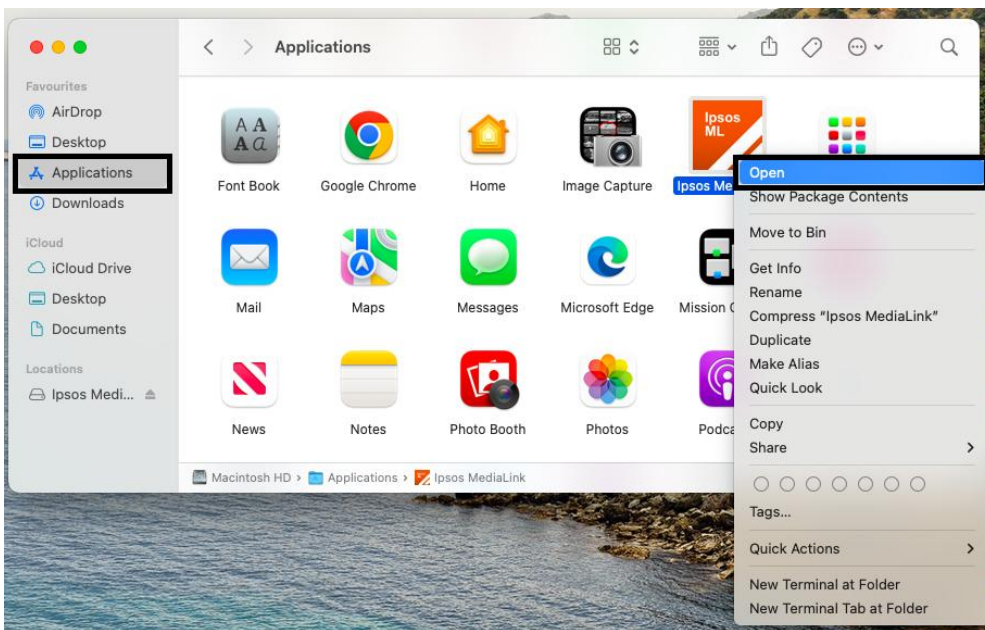 Applications
Favourites
AirDrop
Desktop
Applications
Downloads
iCloud
iCloud Drive
Desktop
Documents
Locations
Ipsos Medi...
A A
A a
Ipsos
ML
Font Book
Google Chrome
Home
Image Capture
Ipsos Me
Mail
Maps
Messages
Microsoft Edge
Mission
News
Notes
Photo Booth
Photos
Podca
Macintosh HD › Applications › Ipsos MediaLink
Open
Show Package Contents
Move to Bin
Get Info
Rename
Compress “Ipsos MediaLink”
Duplicate
Make Alias
Quick Look
Copy
Share
Tags...
Quick Actions
New Terminal at Folder
New Terminal Tab at Folder